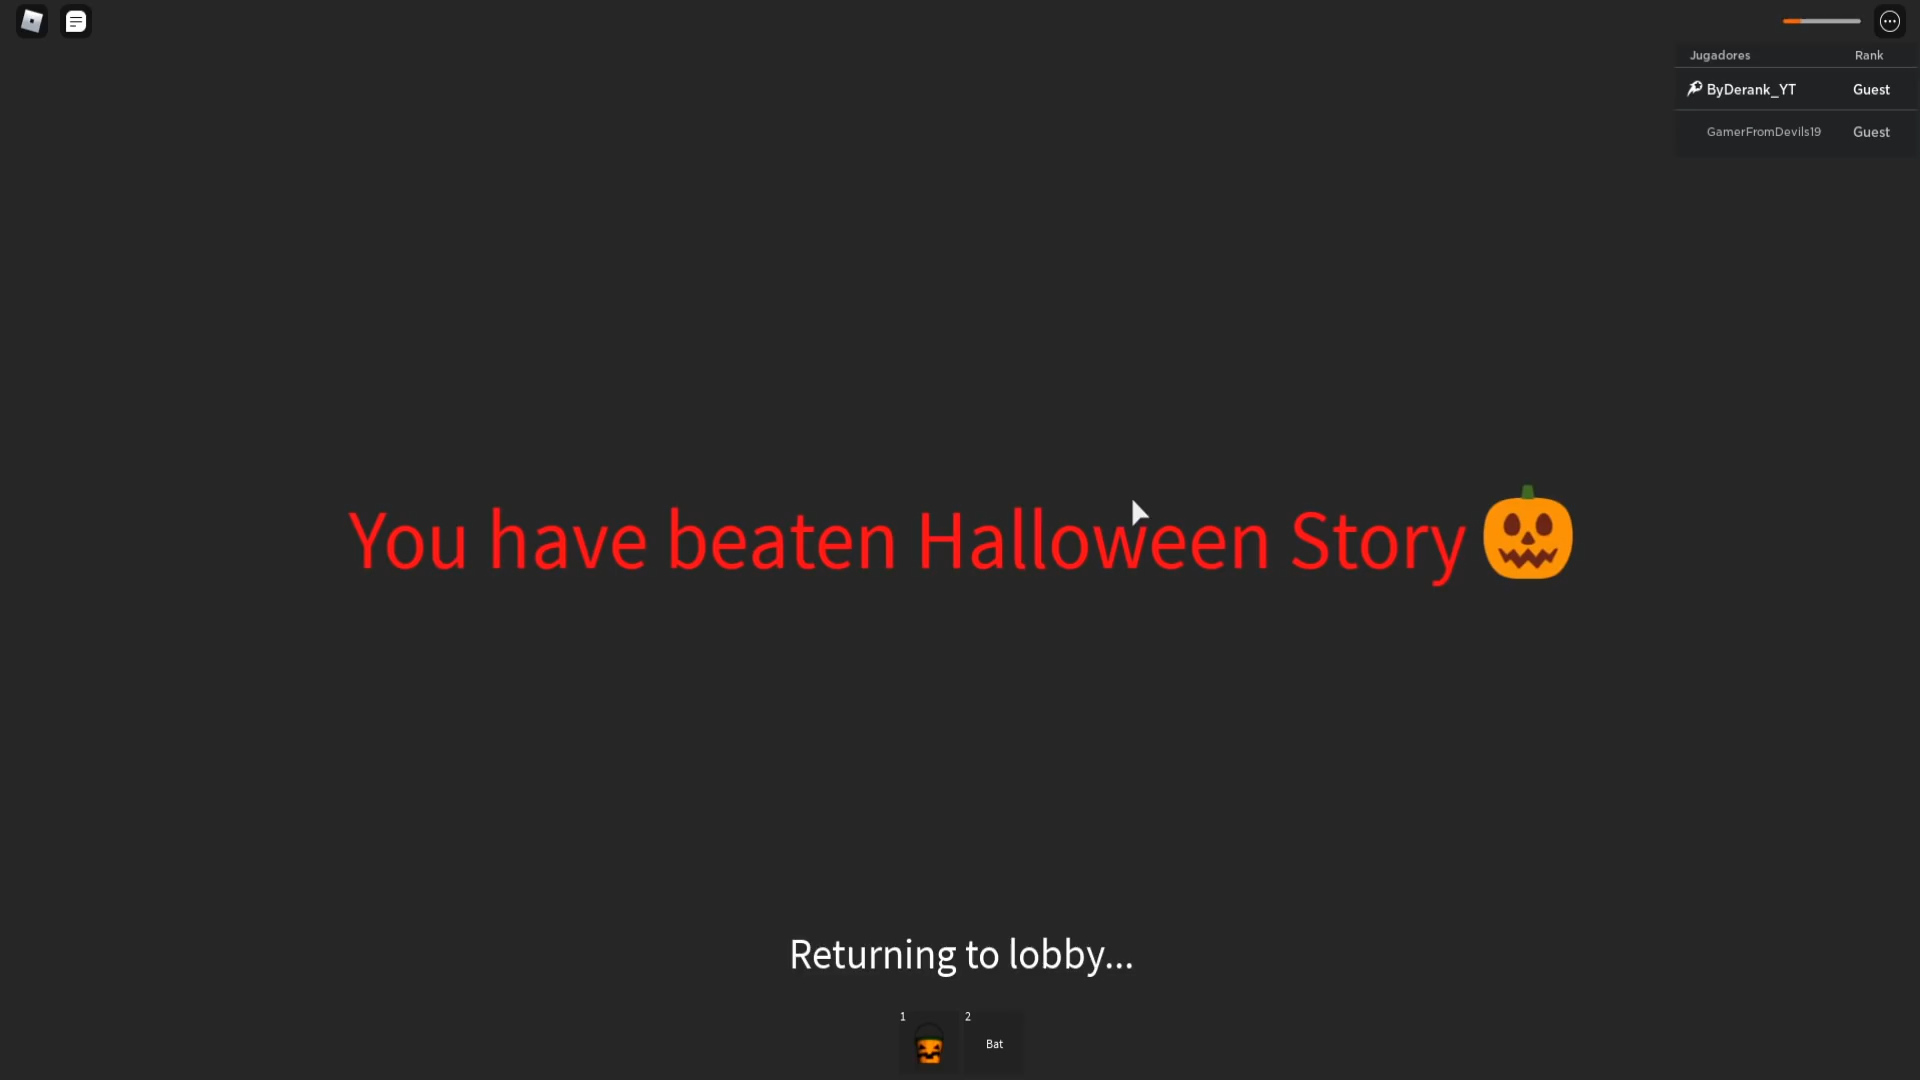 Jugadores Rank
ByDerank_YT Guest
GamerFromDevils19 Guest
You have beaten Halloween Story🎃
Returning to lobby...
1 2
Bat